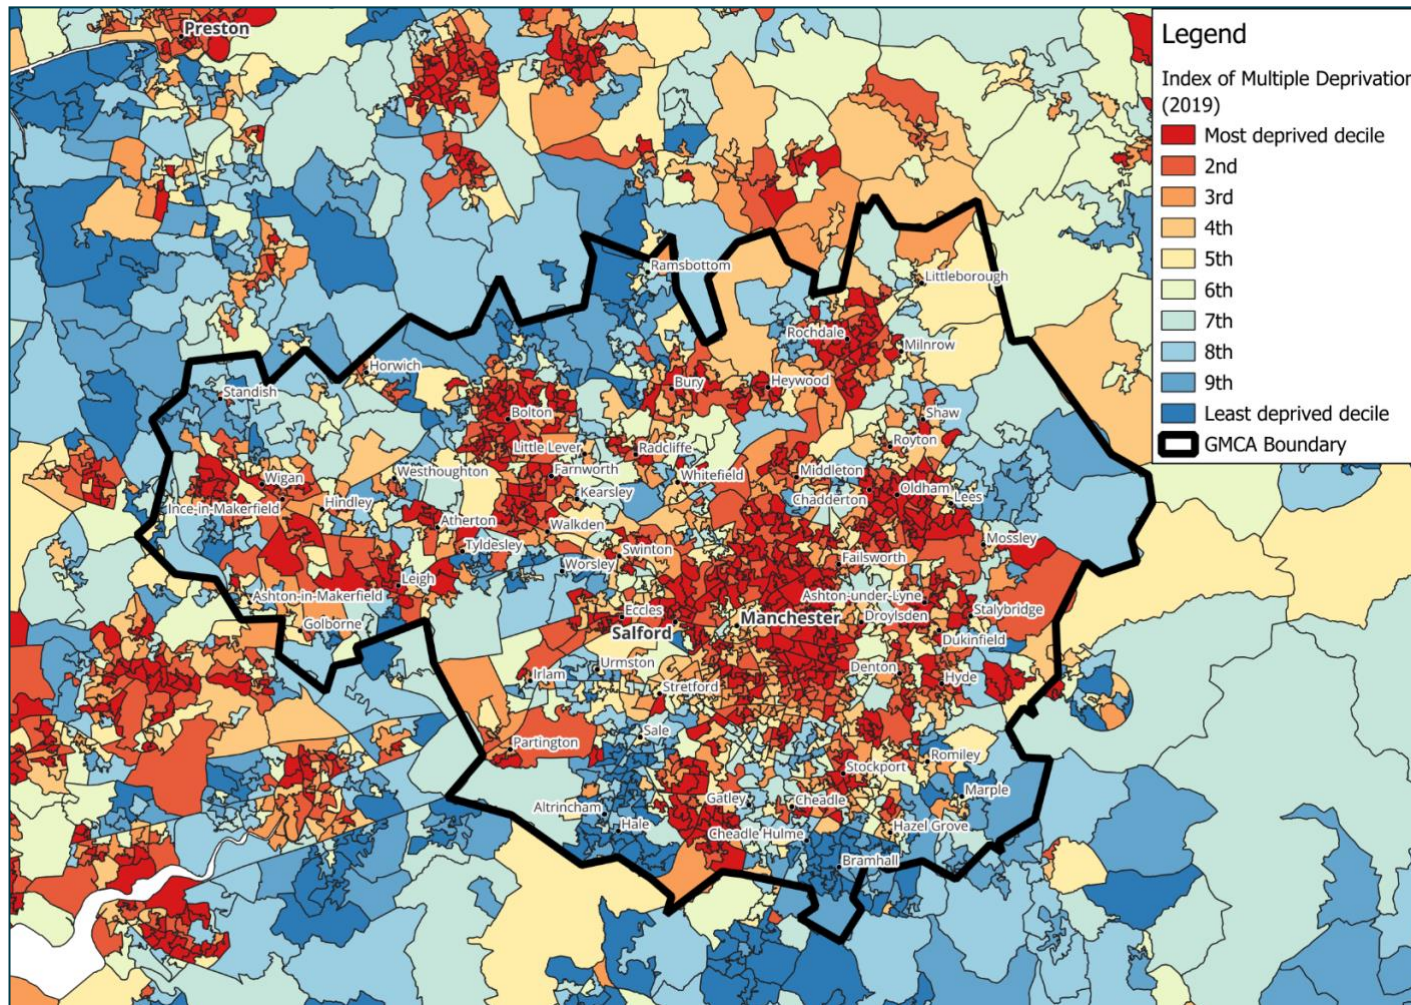 Preston
Legend
Index of Multiple Deprivation
(2019)
Most deprived decile
2nd
3rd
4th
5th
6th
7th
8th
9th
Least deprived decile
GMCA Boundary
Ramsbottom
Littleborough
Rochdale
Milnrow
Horwich
Standish
Bury
Heywood
Bolton
Shaw
Little Lever
Radcliffe
Royton
Westhoughton
Farnworth
Whitefield
Middleton
Wigan
Kearsley
Chadderton
Oldham
Lees
Ince-in-Makerfield
Hindley
Atherton
Walkden
Mossley
Tyldesley
Swinton
Failsworth
Worsley
Leigh
Ashton-in-Makerfield
Ashton-under-Lyne
Eccles
Stalybridge
Golborne
Salford
Manchester
Droylsden
Dukinfield
Urmston
Denton
Irlam
Hyde
Stretford
Sale
Partington
Romiley
Stockport
Marple
Altrincham
Gatley
Cheadle
Hale
Cheadle Hulme
Hazel Grove
Bramhall